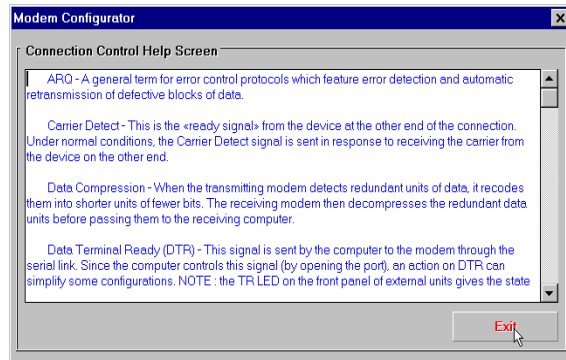 Modem Configurator
Connection Control Help Screen
ARQ - A general term for error control protocols which feature error detection and automatic
retransmission of defective blocks of data.
Carrier Detect - This is the «ready signal» from the device at the other end of the connection.
Under normal conditions, the Carrier Detect signal is sent in response to receiving the carrier from
the device on the other end.
Data Compression - When the transmitting modem detects redundant units of data, it recodes
them into shorter units of fewer bits. The receiving modem then decompresses the redundant data
units before passing them to the receiving computer.
Data Terminal Ready (DTR) - This signal is sent by the computer to the modem through the
serial link. Since the computer controls this signal (by opening the port), an action on DTR can
simplify some configurations. NOTE : the TR LED on the front panel of external units gives the state
Exit